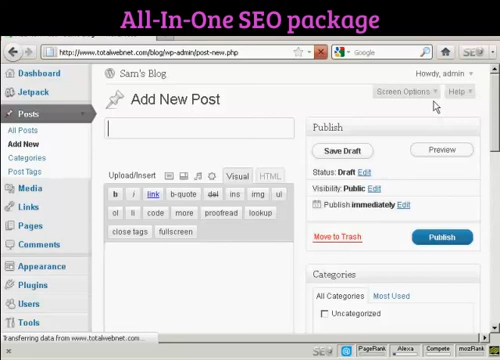 All-In-One SEO package
http://www.totalwebnet.com/blog/wp-admin/post-new.php
Google
SEO
Dashboard
Sam's Blog
Howdy, admin
Jetpack
Screen Options
Help
Add New Post
Posts
All Posts
Add New
Categories
Post Tags
Publish
Save Draft
Preview
Upload/Insert
Visual
HTML
Status: Draft Edit
Visibility: Public Edit
Publish immediately Edit
Media
b i link b-quote del ins img ul
Links
ol li code more proofread lookup
Pages
close tags fullscreen
Move to Trash
Publish
Comments
Appearance
Categories
Plugins
All Categories
Most Used
Users
Uncategorized
Tools
Transferring data from www.totalwebnet.com...
SEO PageRank Alexa Compete mozRank